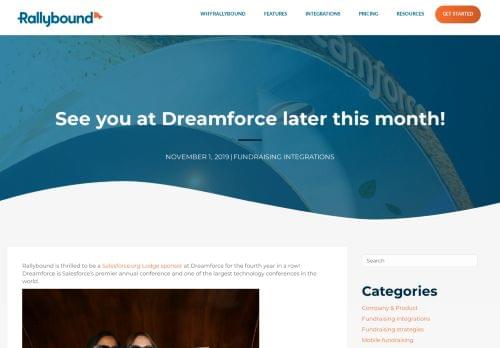 Rallybound
WHY RALLYBOUND
FEATURES
INTEGRATIONS
PRICING
RESOURCES
GET STARTED
See you at Dreamforce later this month!
NOVEMBER 1, 2019 | FUNDRAISING INTEGRATIONS
Rallybound is thrilled to be a Salesforce.org Lodge sponsor at Dreamforce for the fourth year in a row!
Dreamforce is Salesforce's premier annual conference and one of the largest technology conferences in the
world.
Search
Categories
Company & Product
Fundraising integrations
Fundraising strategies
Mobile fundraising